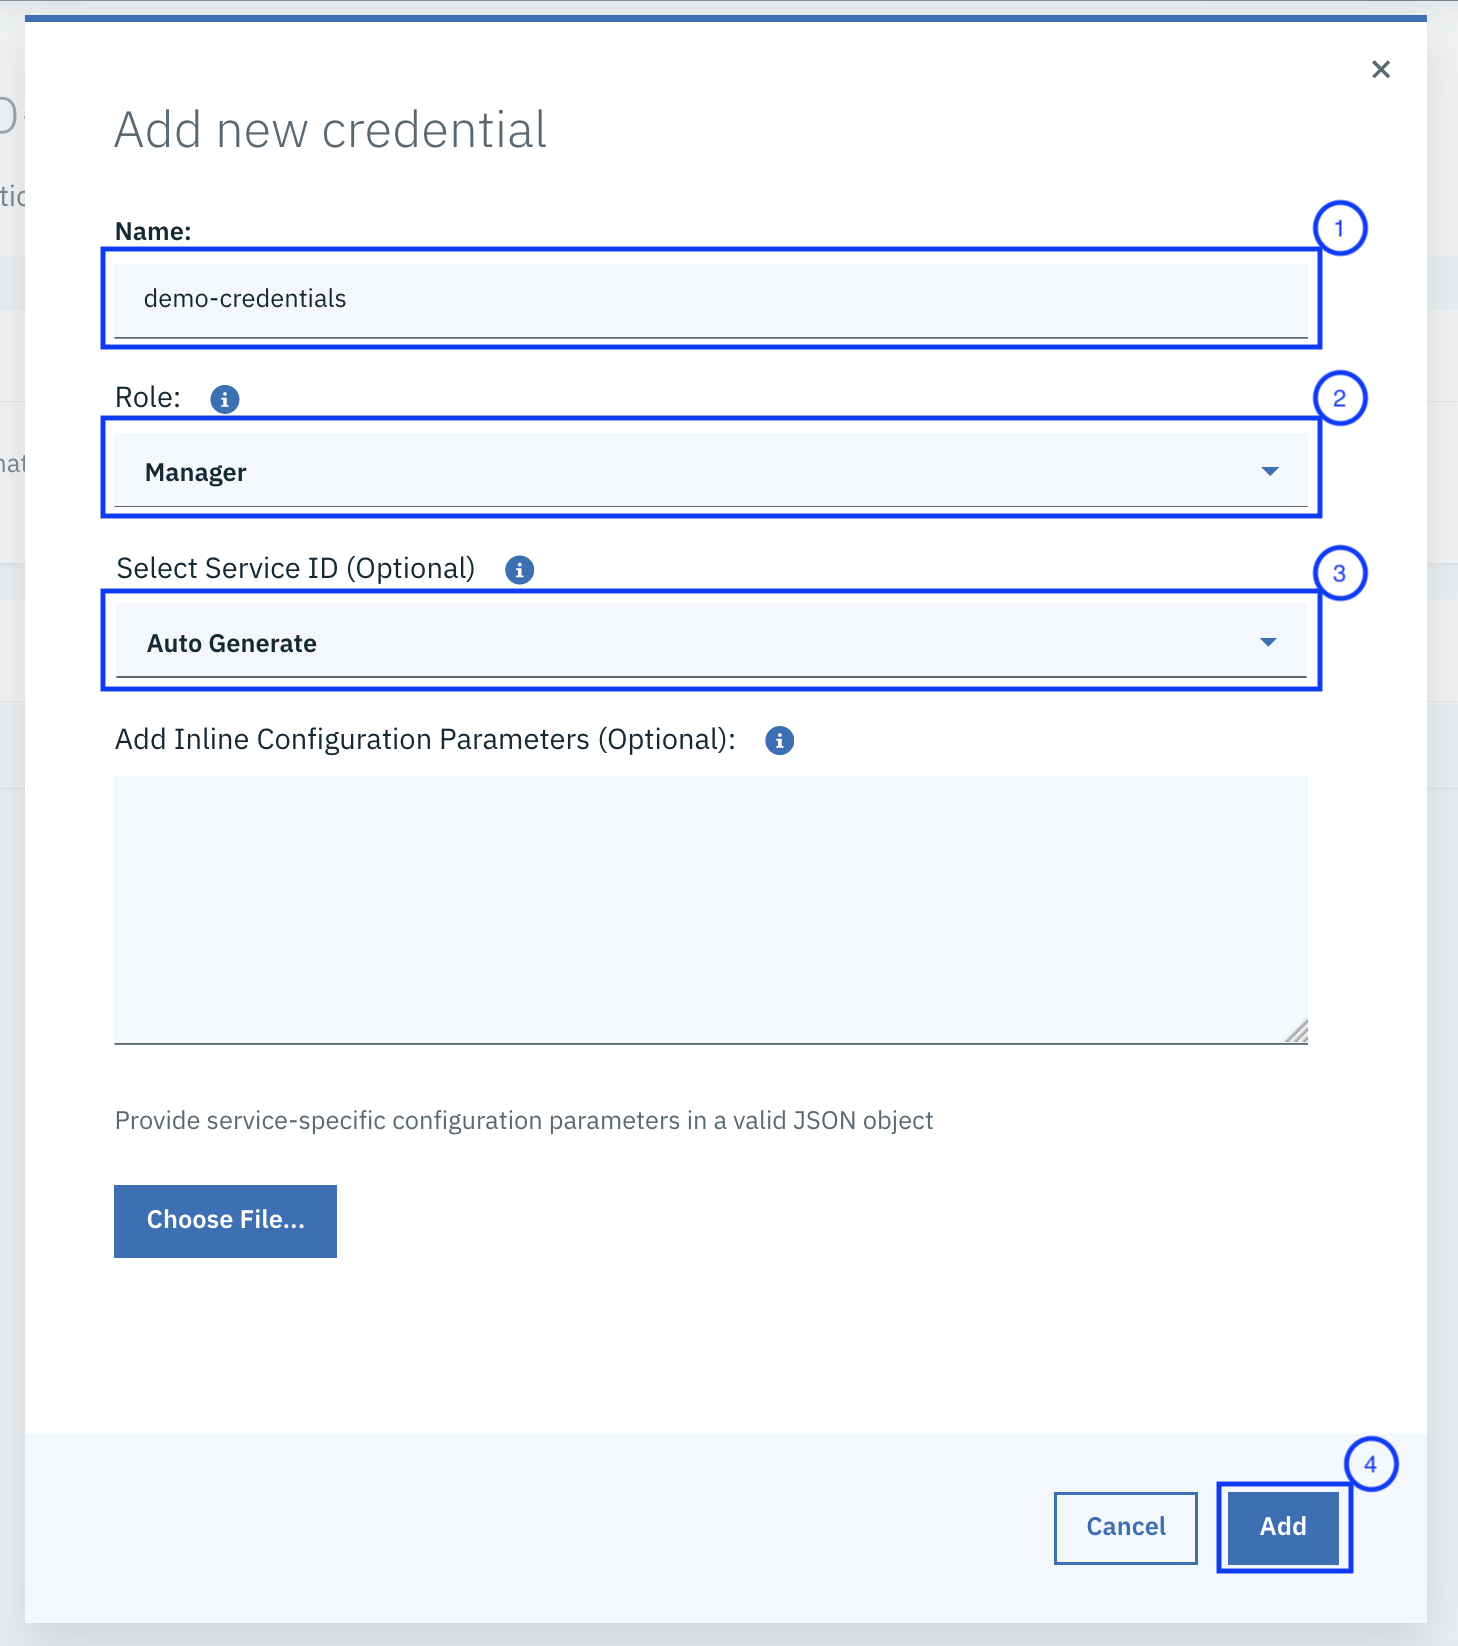 Add new credential
Name:
1
demo-credentials
Role:
2
Manager
Select Service ID (Optional)
3
Auto Generate
Add Inline Configuration Parameters (Optional):
Provide service-specific configuration parameters in a valid JSON object
Choose File...
4
Cancel
Add